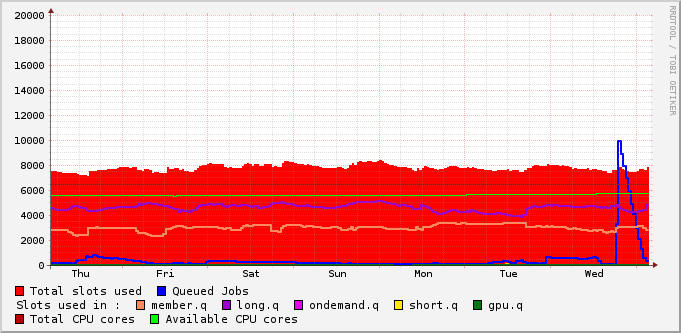 RRDTOOL / TOBI OETIKER
20000
18000
16000
14000
12000
10000
8000
6000
4000
2000
0
Thu Fri Sat Sun Mon Tue Wed
Total slots used Queued Jobs
Slots used in : member.q long.q ondemand.q short.q gpu.q
Total CPU cores Available CPU cores